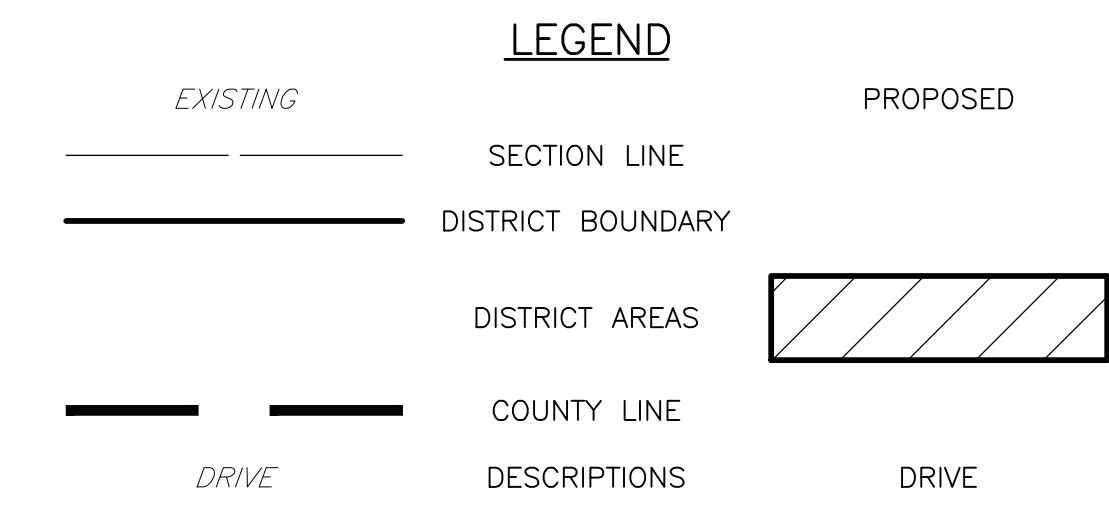 LEGEND
EXISTING PROPOSED
SECTION LINE
DISTRICT BOUNDARY
DISTRICT AREAS
COUNTY LINE
DRIVE DESCRIPTIONS DRIVE